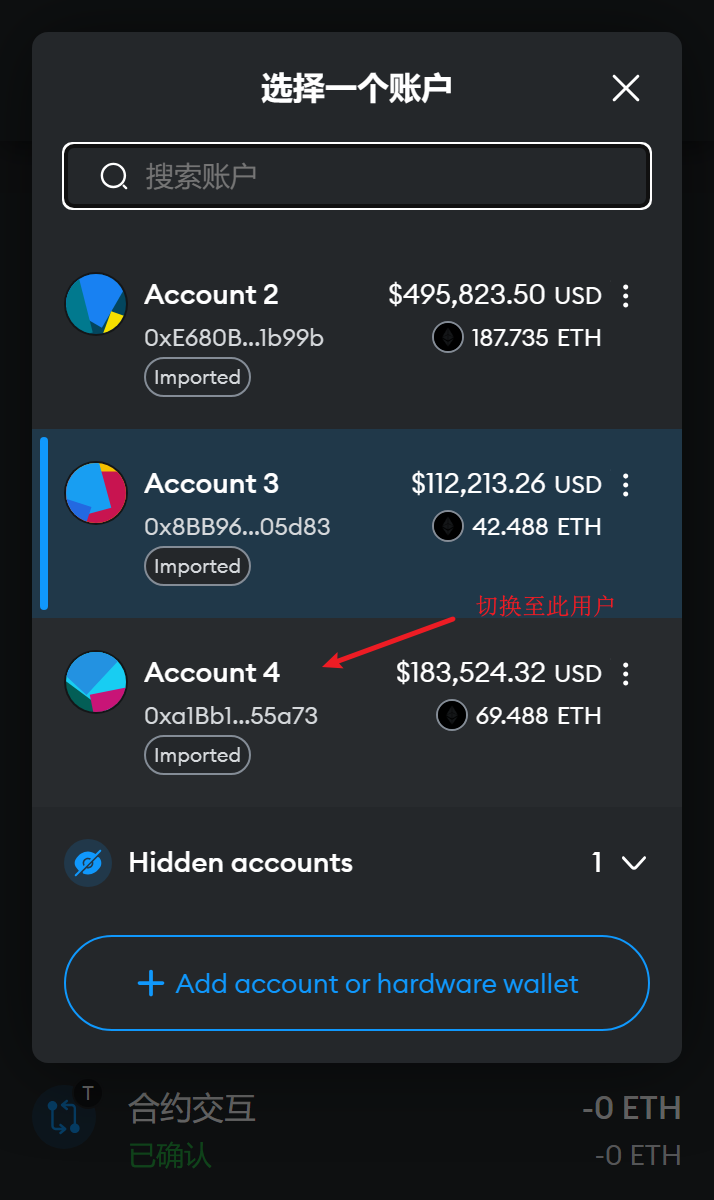 选择一个账户
搜索账户
Account 2 $495,823.50 USD
0xE680B...1b99b 187.735 ETH
Imported
Account 3 $112,213.26 USD
0x8BB96...05d83 42.488 ETH
Imported
切换至此用户
Account 4 $183,524.32 USD
0xa1Bb1...55a73 69.488 ETH
Imported
Hidden accounts 1
+ Add account or hardware wallet
T
合约交互 -0 ETH
已确认 -0 ETH